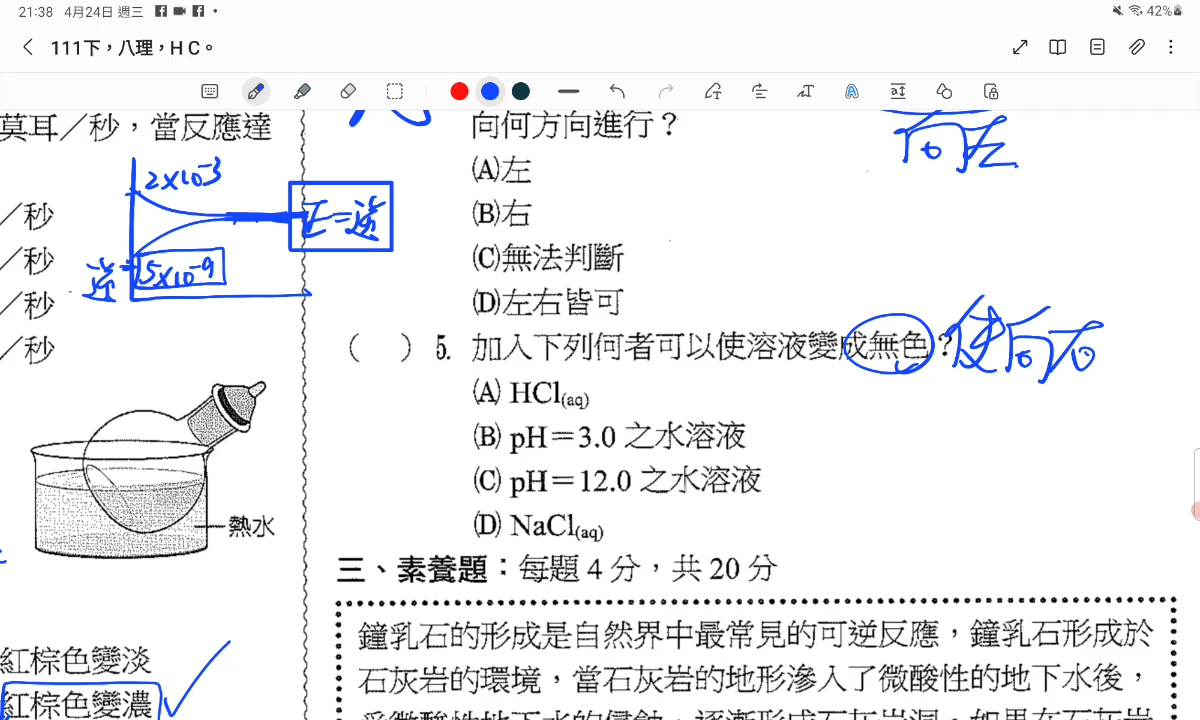 21:38 4月24日 週三 42%
111下，八理，H C。
莫耳／秒，當反應達
2×10-3
正=逆
逆= 5×10-9
／秒
／秒
／秒
／秒
熱水
紅棕色變淡
紅棕色變濃
向何方向進行？
向左
(A)左
(B)右
(C)無法判斷
(D)左右皆可
（ ）5. 加入下列何者可以使溶液變成無色？
使向右
(A) HCl(aq)
(B) pH＝3.0 之水溶液
(C) pH＝12.0 之水溶液
(D) NaCl(aq)
三、素養題：每題 4 分，共 20 分
鐘乳石的形成是自然界中最常見的可逆反應，鐘乳石形成於
石灰岩的環境，當石灰岩的地形滲入了微酸性的地下水後，